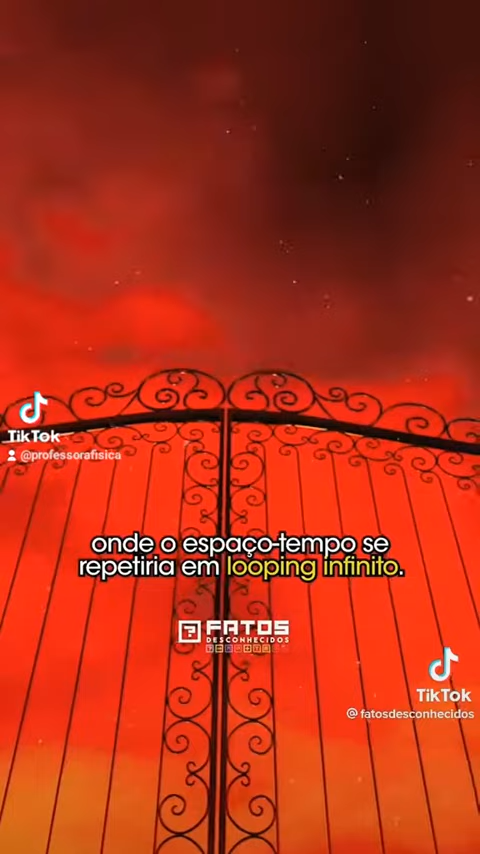 TikTok
@professorafisica
onde o espaço-tempo se
repetiria em looping infinito.
FATOS
DESCONHECIDOS
TikTok
@fatosdesconhecidos